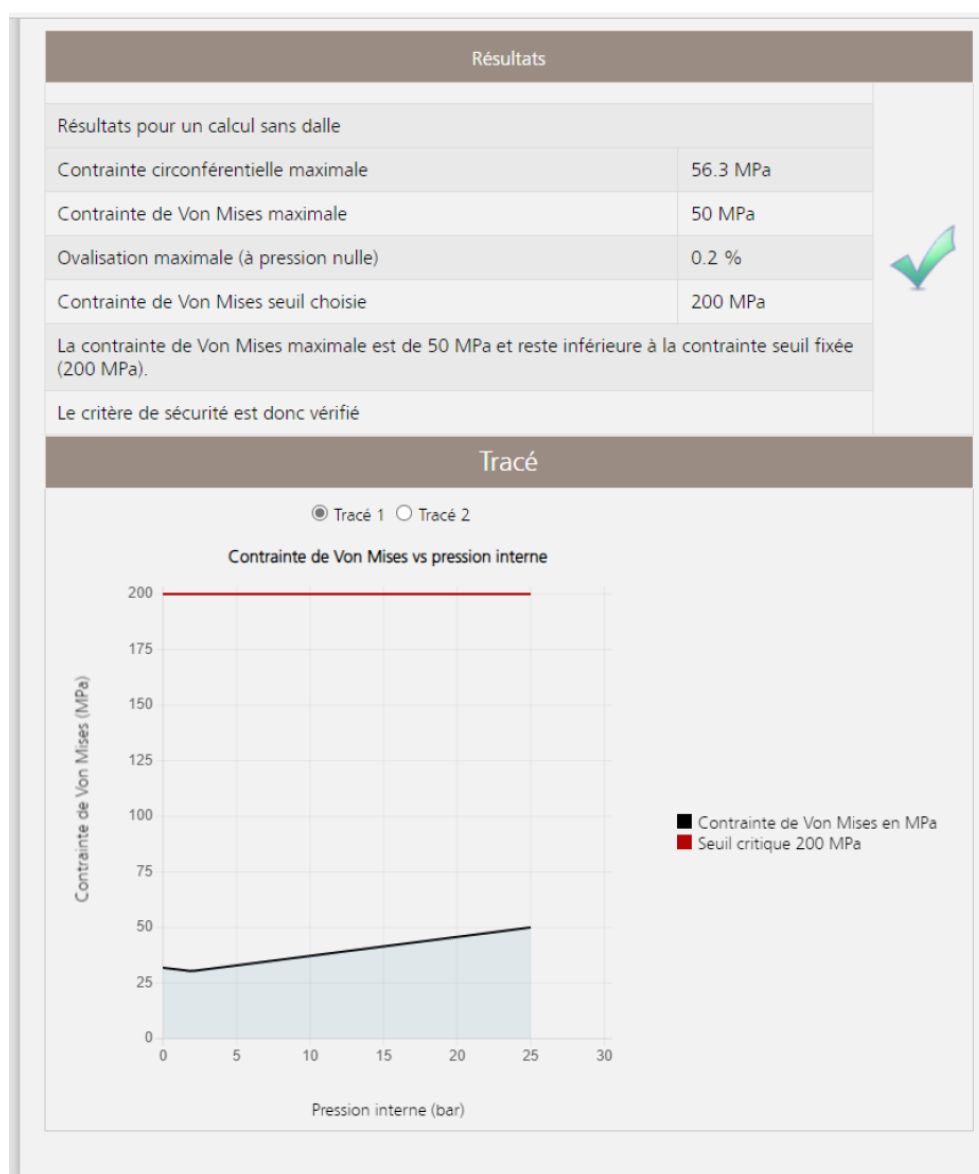 Résultats
Résultats pour un calcul sans dalle
Contrainte circonférentielle maximale 56.3 MPa
Contrainte de Von Mises maximale 50 MPa
Ovalisation maximale (à pression nulle) 0.2 %
Contrainte de Von Mises seuil choisie 200 MPa
La contrainte de Von Mises maximale est de 50 MPa et reste inférieure à la contrainte seuil fixée
(200 MPa).
Le critère de sécurité est donc vérifié
Tracé
Tracé 1 Tracé 2
Contrainte de Von Mises vs pression interne
Contrainte de Von Mises (MPa)
200
175
150
125
100
75
50
25
0
0 5 10 15 20 25 30
Pression interne (bar)
Contrainte de Von Mises en MPa
Seuil critique 200 MPa